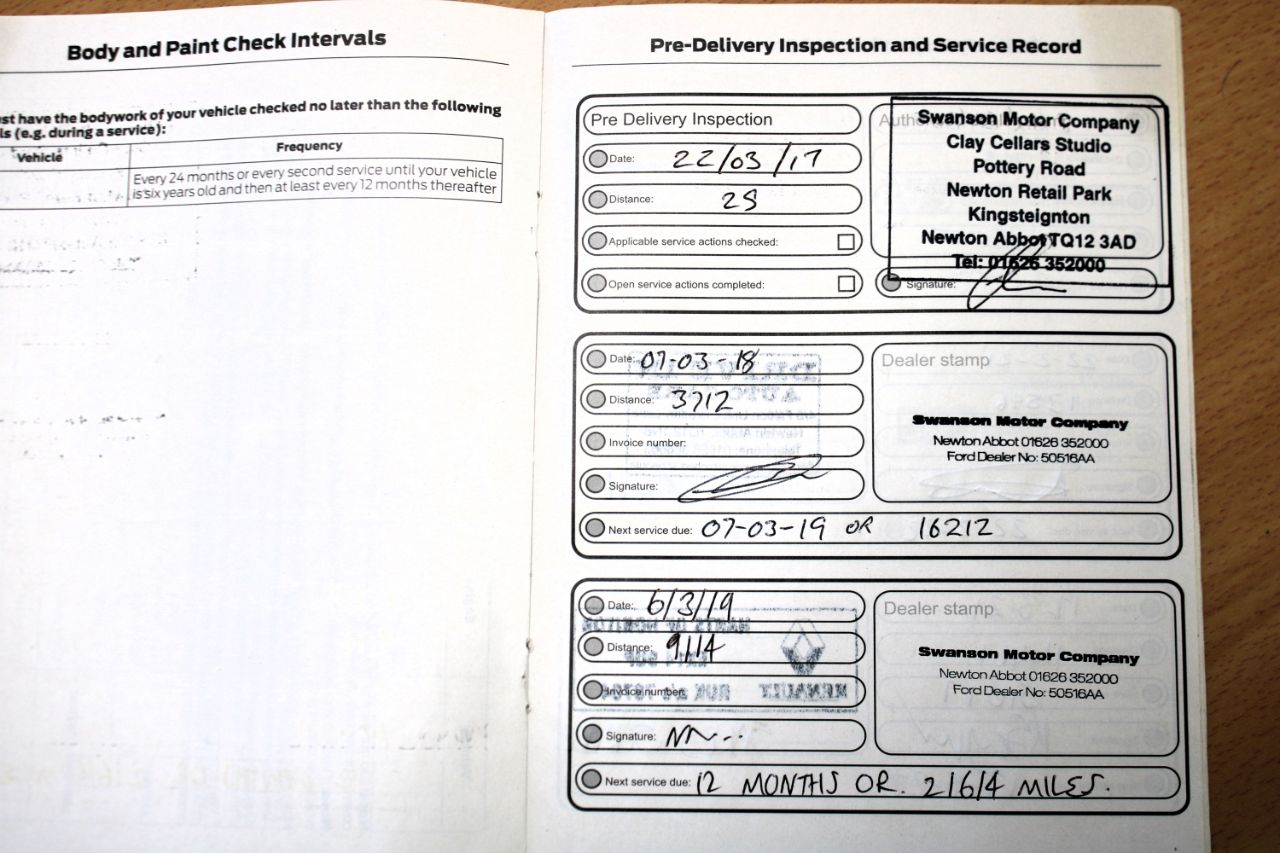 Body and Paint Check Intervals
st have the bodywork of your vehicle checked no later than the following
ls (e.g. during a service):
Vehicle
Frequency
Every 24 months or every second service until your vehicle
is six years old and then at least every 12 months thereafter
Pre-Delivery Inspection and Service Record
Pre Delivery Inspection
Date: 22/03/17
Distance: 28
Applicable service actions checked:
Open service actions completed:
Swanson Motor Company
Clay Cellars Studio
Pottery Road
Newton Retail Park
Kingsteignton
Newton Abbot TQ12 3AD
Tel: 01626 352000
Signature:
Date: 07-03-18
Distance: 3712
Invoice number:
Signature:
Dealer stamp
Swanson Motor Company
Newton Abbot 01626 352000
Ford Dealer No: 50516AA
Next service due: 07-03-19 OR 16212
Date: 6/3/19
Distance: 9114
Invoice number:
Signature:
Dealer stamp
Swanson Motor Company
Newton Abbot 01626 352000
Ford Dealer No: 50516AA
Next service due: 12 MONTHS OR. 21614 MILES.